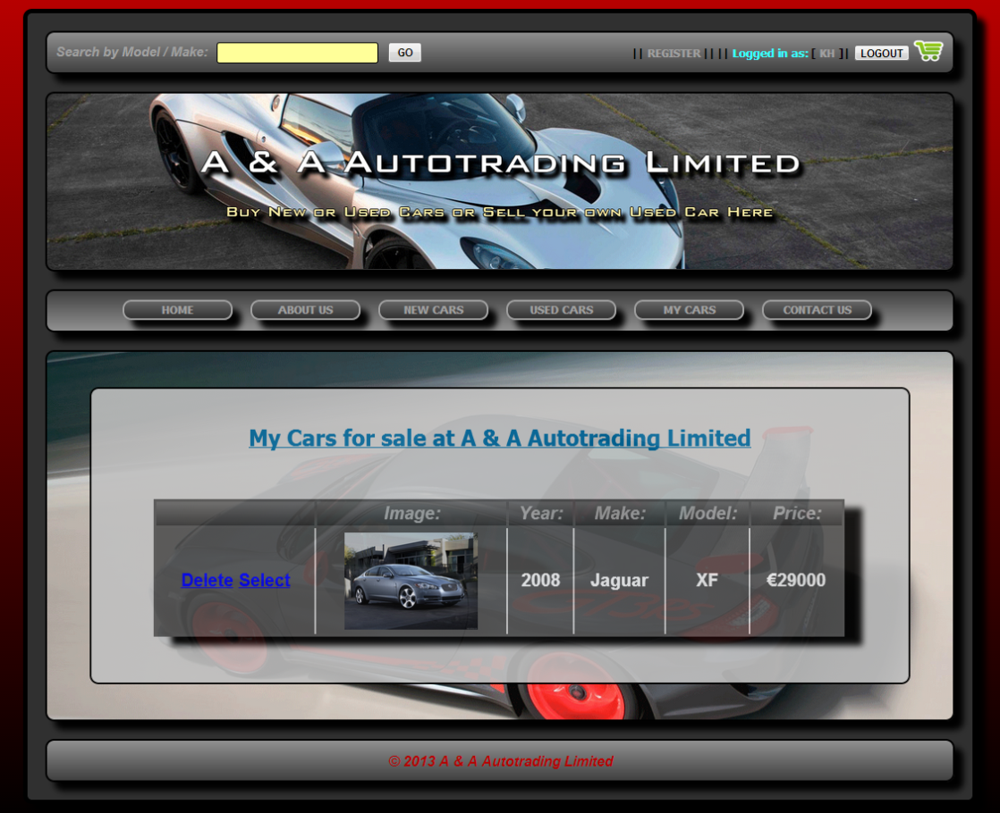 Search by Model / Make: GO || REGISTER || || Logged in as: [ KH ]| LOGOUT
A & A Autotrading Limited
Buy New or Used Cars or Sell your own Used Car Here
HOME ABOUT US NEW CARS USED CARS MY CARS CONTACT US
My Cars for sale at A & A Autotrading Limited
Image: Year: Make: Model: Price:
Delete Select 2008 Jaguar XF €29000
GT3RS
© 2013 A & A Autotrading Limited